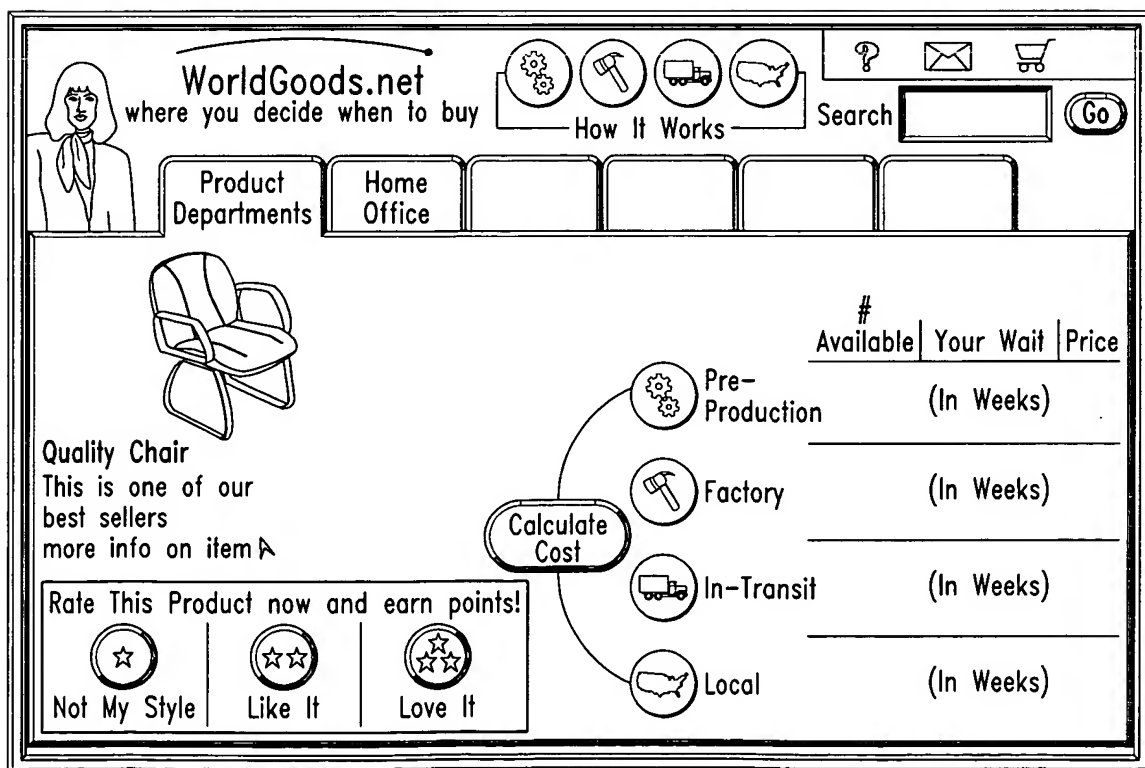 WorldGoods.net
where you decide when to buy
How It Works
?
Search
Go
Product
Departments
Home
Office
#
Available
Your Wait
Price
Pre-
Production
(In Weeks)
Factory
(In Weeks)
In-Transit
(In Weeks)
Local
(In Weeks)
Calculate
Cost
Quality Chair
This is one of our
best sellers
more info on item
Rate This Product now and earn points!
Not My Style
Like It
Love It